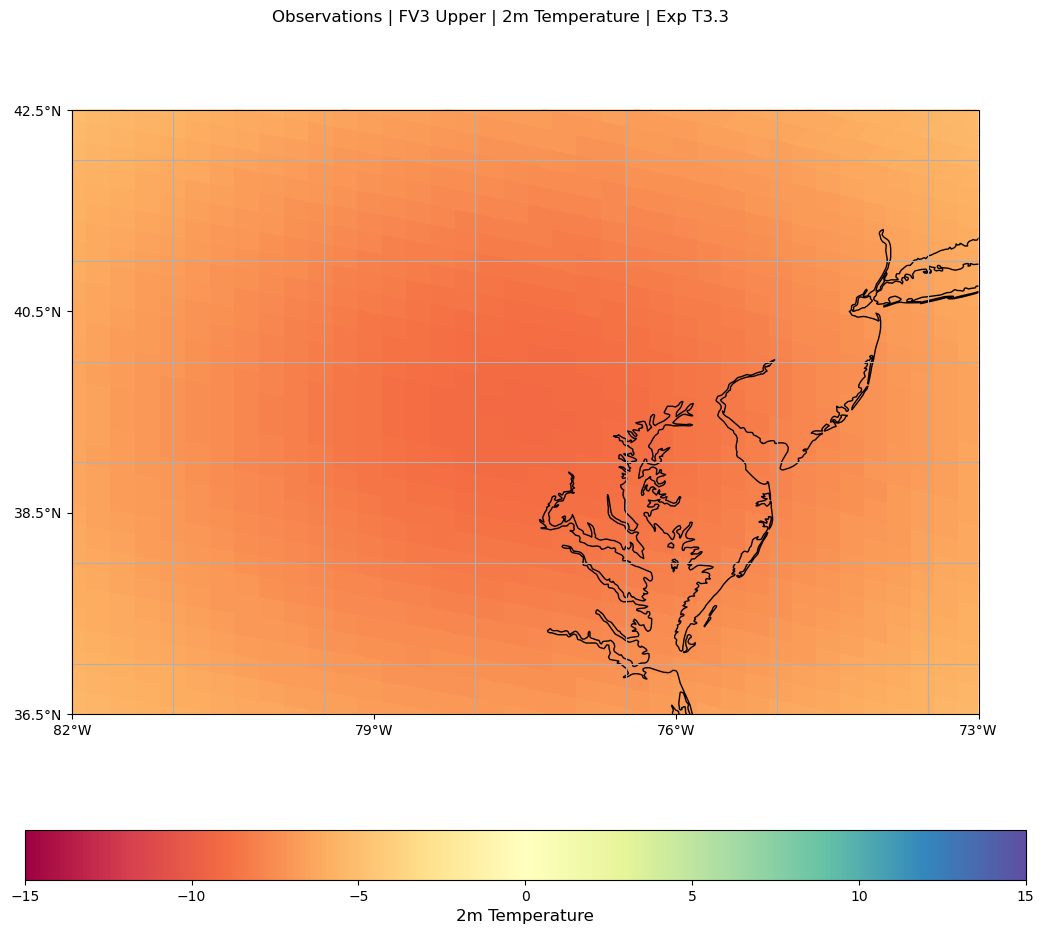 Observations | FV3 Upper | 2m Temperature | Exp T3.3
42.5°N
40.5°N
38.5°N
36.5°N
82°W 79°W 76°W 73°W
−15 −10 −5 0 5 10 15
2m Temperature